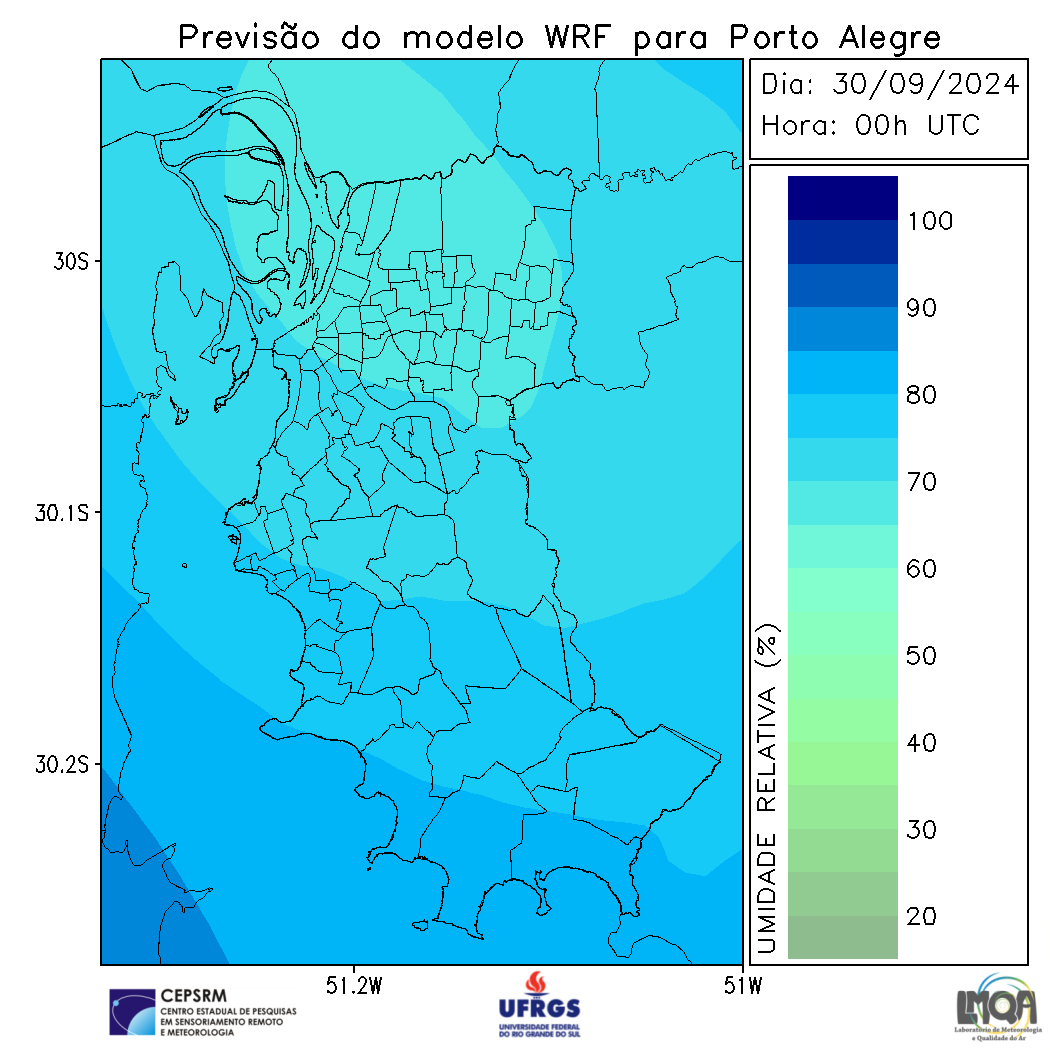 Previsão do modelo WRF para Porto Alegre
Dia: 30/09/2024
Hora: 00h UTC
100
90
80
70
60
50
40
30
20
UMIDADE RELATIVA (%)
30S
30.1S
30.2S
51.2W
51W
CEPSRM
CENTRO ESTADUAL DE PESQUISAS
EM SENSORIAMENTO REMOTO
E METEOROLOGIA
UFRGS
UNIVERSIDADE FEDERAL
DO RIO GRANDE DO SUL
LMQA
Laboratório de Meteorologia
e Qualidade do Ar